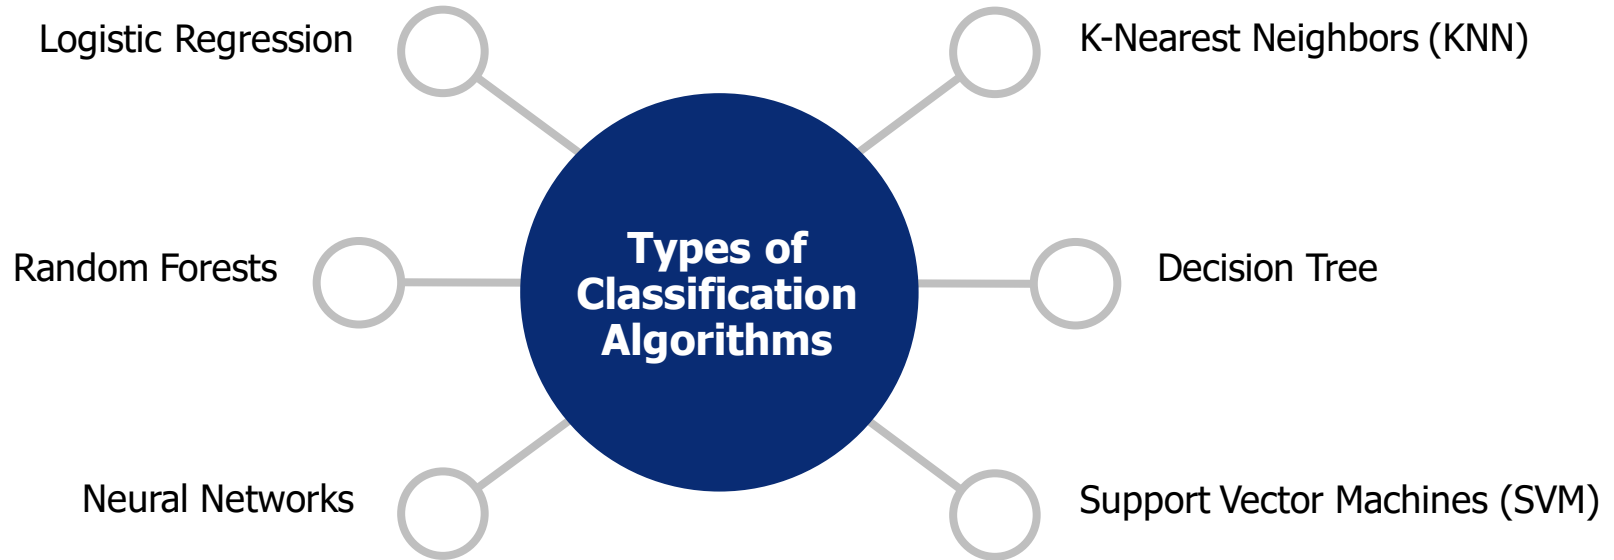 Logistic Regression
K-Nearest Neighbors (KNN)
Random Forests
Types of
Classification
Algorithms
Decision Tree
Neural Networks
Support Vector Machines (SVM)